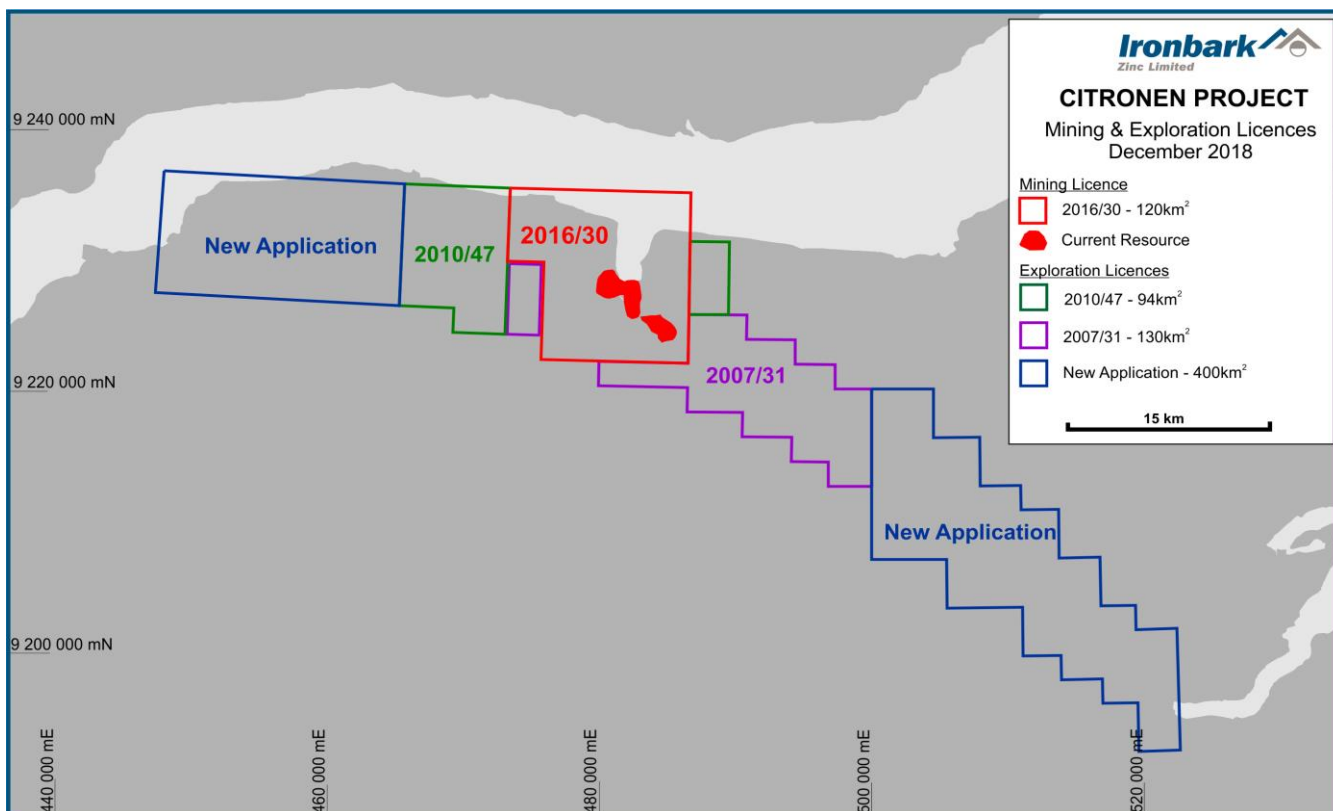 Ironbark
Zinc Limited
CITRONEN PROJECT
Mining & Exploration Licences
December 2018
Mining Licence
2016/30 - 120km²
Current Resource
Exploration Licences
2010/47 - 94km²
2007/31 - 130km²
New Application - 400km²
15 km
9 240 000 mN
New Application
2010/47
2016/30
9 220 000 mN
2007/31
New Application
9 200 000 mN
440 000 mE
460 000 mE
480 000 mE
500 000 mE
520 000 mE